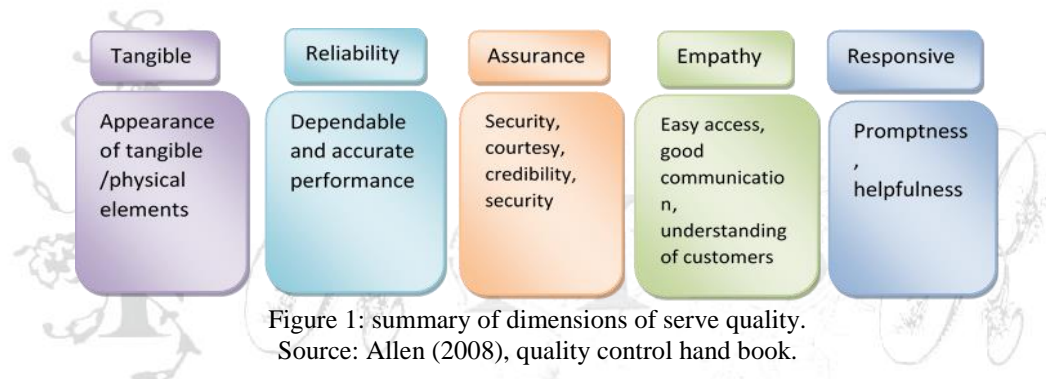 Tangible
Appearance
of tangible
/physical
elements
Reliability
Dependable
and accurate
performance
Assurance
Security,
courtesy,
credibility,
security
Empathy
Easy access,
good
communicatio
n,
understanding
of customers
Responsive
Promptness
,
helpfulness
Figure 1: summary of dimensions of serve quality.
Source: Allen (2008), quality control hand book.